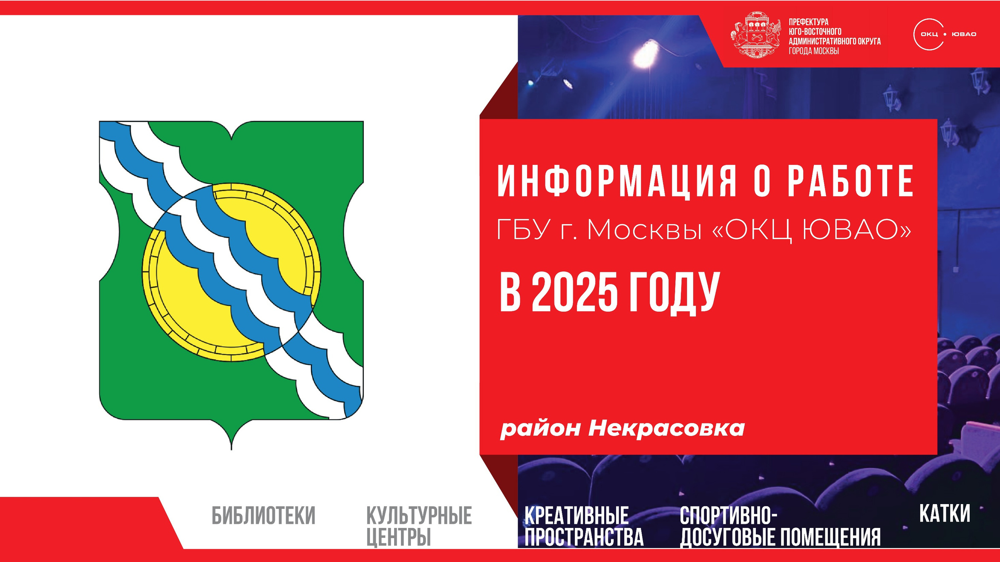 ПРЕФЕКТУРА
ЮГО-ВОСТОЧНОГО
АДМИНИСТРАТИВНОГО ОКРУГА
ГОРОДА МОСКВЫ
ОКЦ • ЮВАО
ИНФОРМАЦИЯ О РАБОТЕ
ГБУ г. Москвы «ОКЦ ЮВАО»
В 2025 ГОДУ
район Некрасовка
БИБЛИОТЕКИ
КУЛЬТУРНЫЕ
ЦЕНТРЫ
КРЕАТИВНЫЕ
ПРОСТРАНСТВА
СПОРТИВНО-
ДОСУГОВЫЕ ПОМЕЩЕНИЯ
КАТКИ